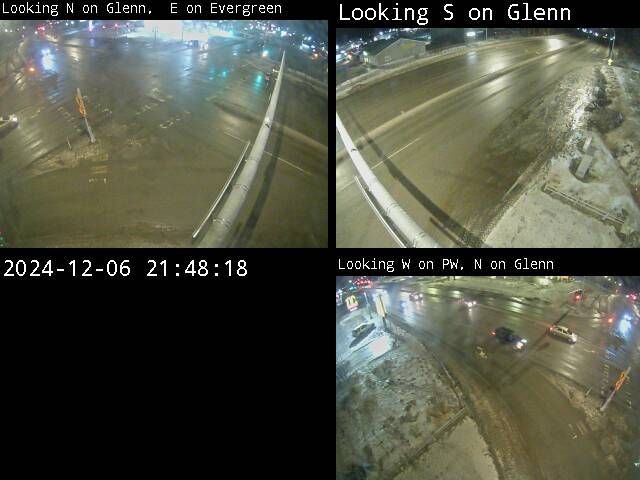 Looking N on Glenn, E on Evergreen
Looking S on Glenn
2024-12-06 21:48:18
Looking W on PW, N on Glenn